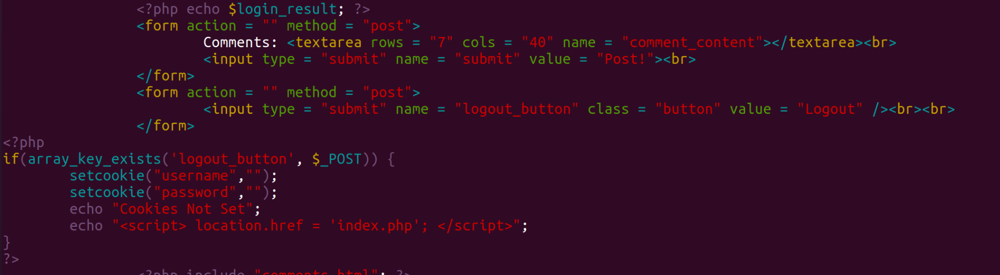 <?php echo $login_result; ?>
<form action = "" method = "post">
Comments: <textarea rows = "7" cols = "40" name = "comment_content"></textarea><br>
<input type = "submit" name = "submit" value = "Post!"><br>
</form>
<form action = "" method = "post">
<input type = "submit" name = "logout_button" class = "button" value = "Logout" /><br><br>
</form>
<?php
if(array_key_exists('logout_button', $_POST)) {
setcookie("username","");
setcookie("password","");
echo "Cookies Not Set";
echo "<script> location.href = 'index.php'; </script>";
}
?>
<?php include "comments.html"; ?>